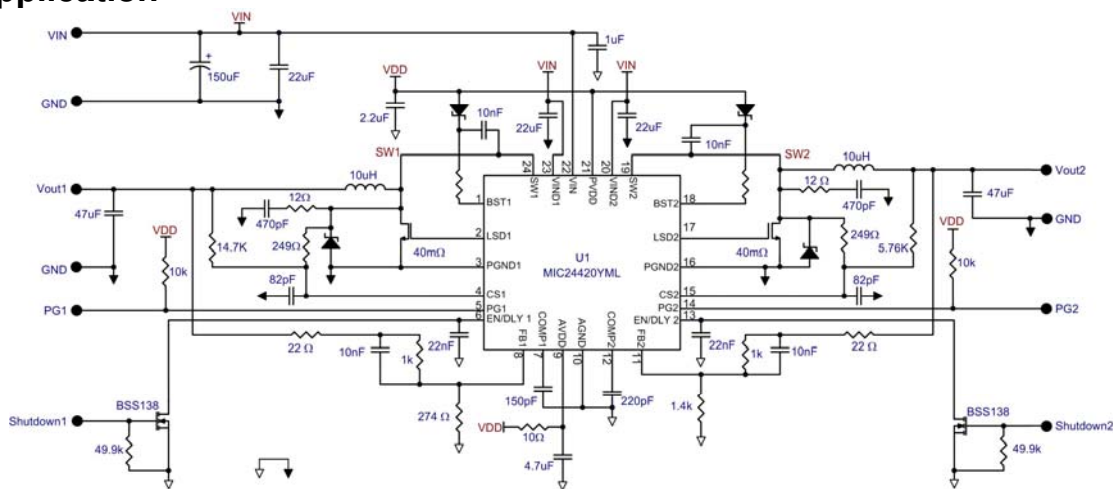 VIN
VIN
1uF
150uF
22uF
GND
VDD
VIN
VIN
2.2uF
10nF
22uF
22uF
10nF
SW1
SW2
24
23
22
21
20
19
SW1
VIND1
VIN
PVDD
VIND2
SW2
10uH
10uH
Vout1
Vout2
47uF
12Ω
470pF
1
BST1
BST2
18
12 Ω
470pF
47uF
VDD
14.7K
249Ω
40mΩ
2
LSD1
LSD2
17
40mΩ
249Ω
5.76K
VDD
GND
U1
MIC24420YML
GND
10k
3
PGND1
PGND2
16
10k
82pF
4
CS1
CS2
15
82pF
PG1
5
PG1
PG2
14
PG2
6
EN/DLY 1
EN/DLY 2
13
FB1
COMP1
AVDD
AGND
COMP2
FB2
8
7
9
10
12
11
22 Ω
10nF
1k
22nF
22nF
1k
10nF
22 Ω
150pF
220pF
1.4k
274 Ω
BSS138
BSS138
Shutdown1
Shutdown2
VDD
10Ω
49.9k
49.9k
4.7uF